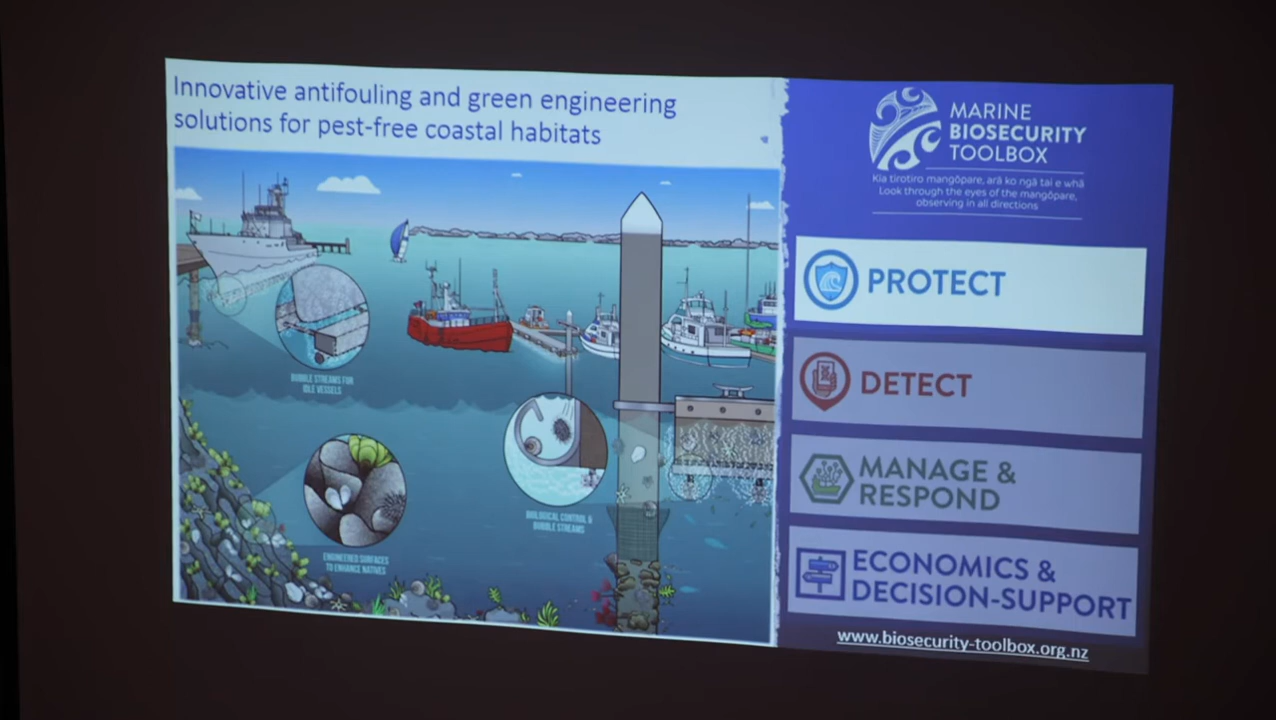 Innovative antifouling and green engineering
solutions for pest-free coastal habitats
BUBBLE STREAMS FOR
IDLE VESSELS
BIOLOGICAL CONTROL &
BUBBLE STREAMS
ENGINEERED SURFACES
TO ENHANCE NATIVES
MARINE
BIOSECURITY
TOOLBOX
Kia tirotiro mangōpare, arā ko ngā tai e whā
Look through the eyes of the mangōpare,
observing in all directions
PROTECT
DETECT
MANAGE &
RESPOND
ECONOMICS &
DECISION-SUPPORT
www.biosecurity-toolbox.org.nz